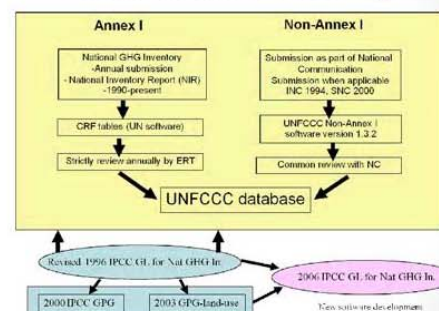 Annex I
National GHG Inventory
-Annual submission
- National Inventory Report (NIR)
-1990-present
CRF tables (UN software)
Strictly review annually by ERT
Non-Annex I
Submission as part of National
Communication
Submission when applicable
INC 1994, SNC 2000
UNFCCC Non-Annex I
software version 1.3.2
Common review with NC
UNFCCC database
Revised 1996 IPCC GL for Nat GHG In.
2006 IPCC GL for Nat GHG In.
2000 IPCC GPG
2003 GPG-land-use
New software development